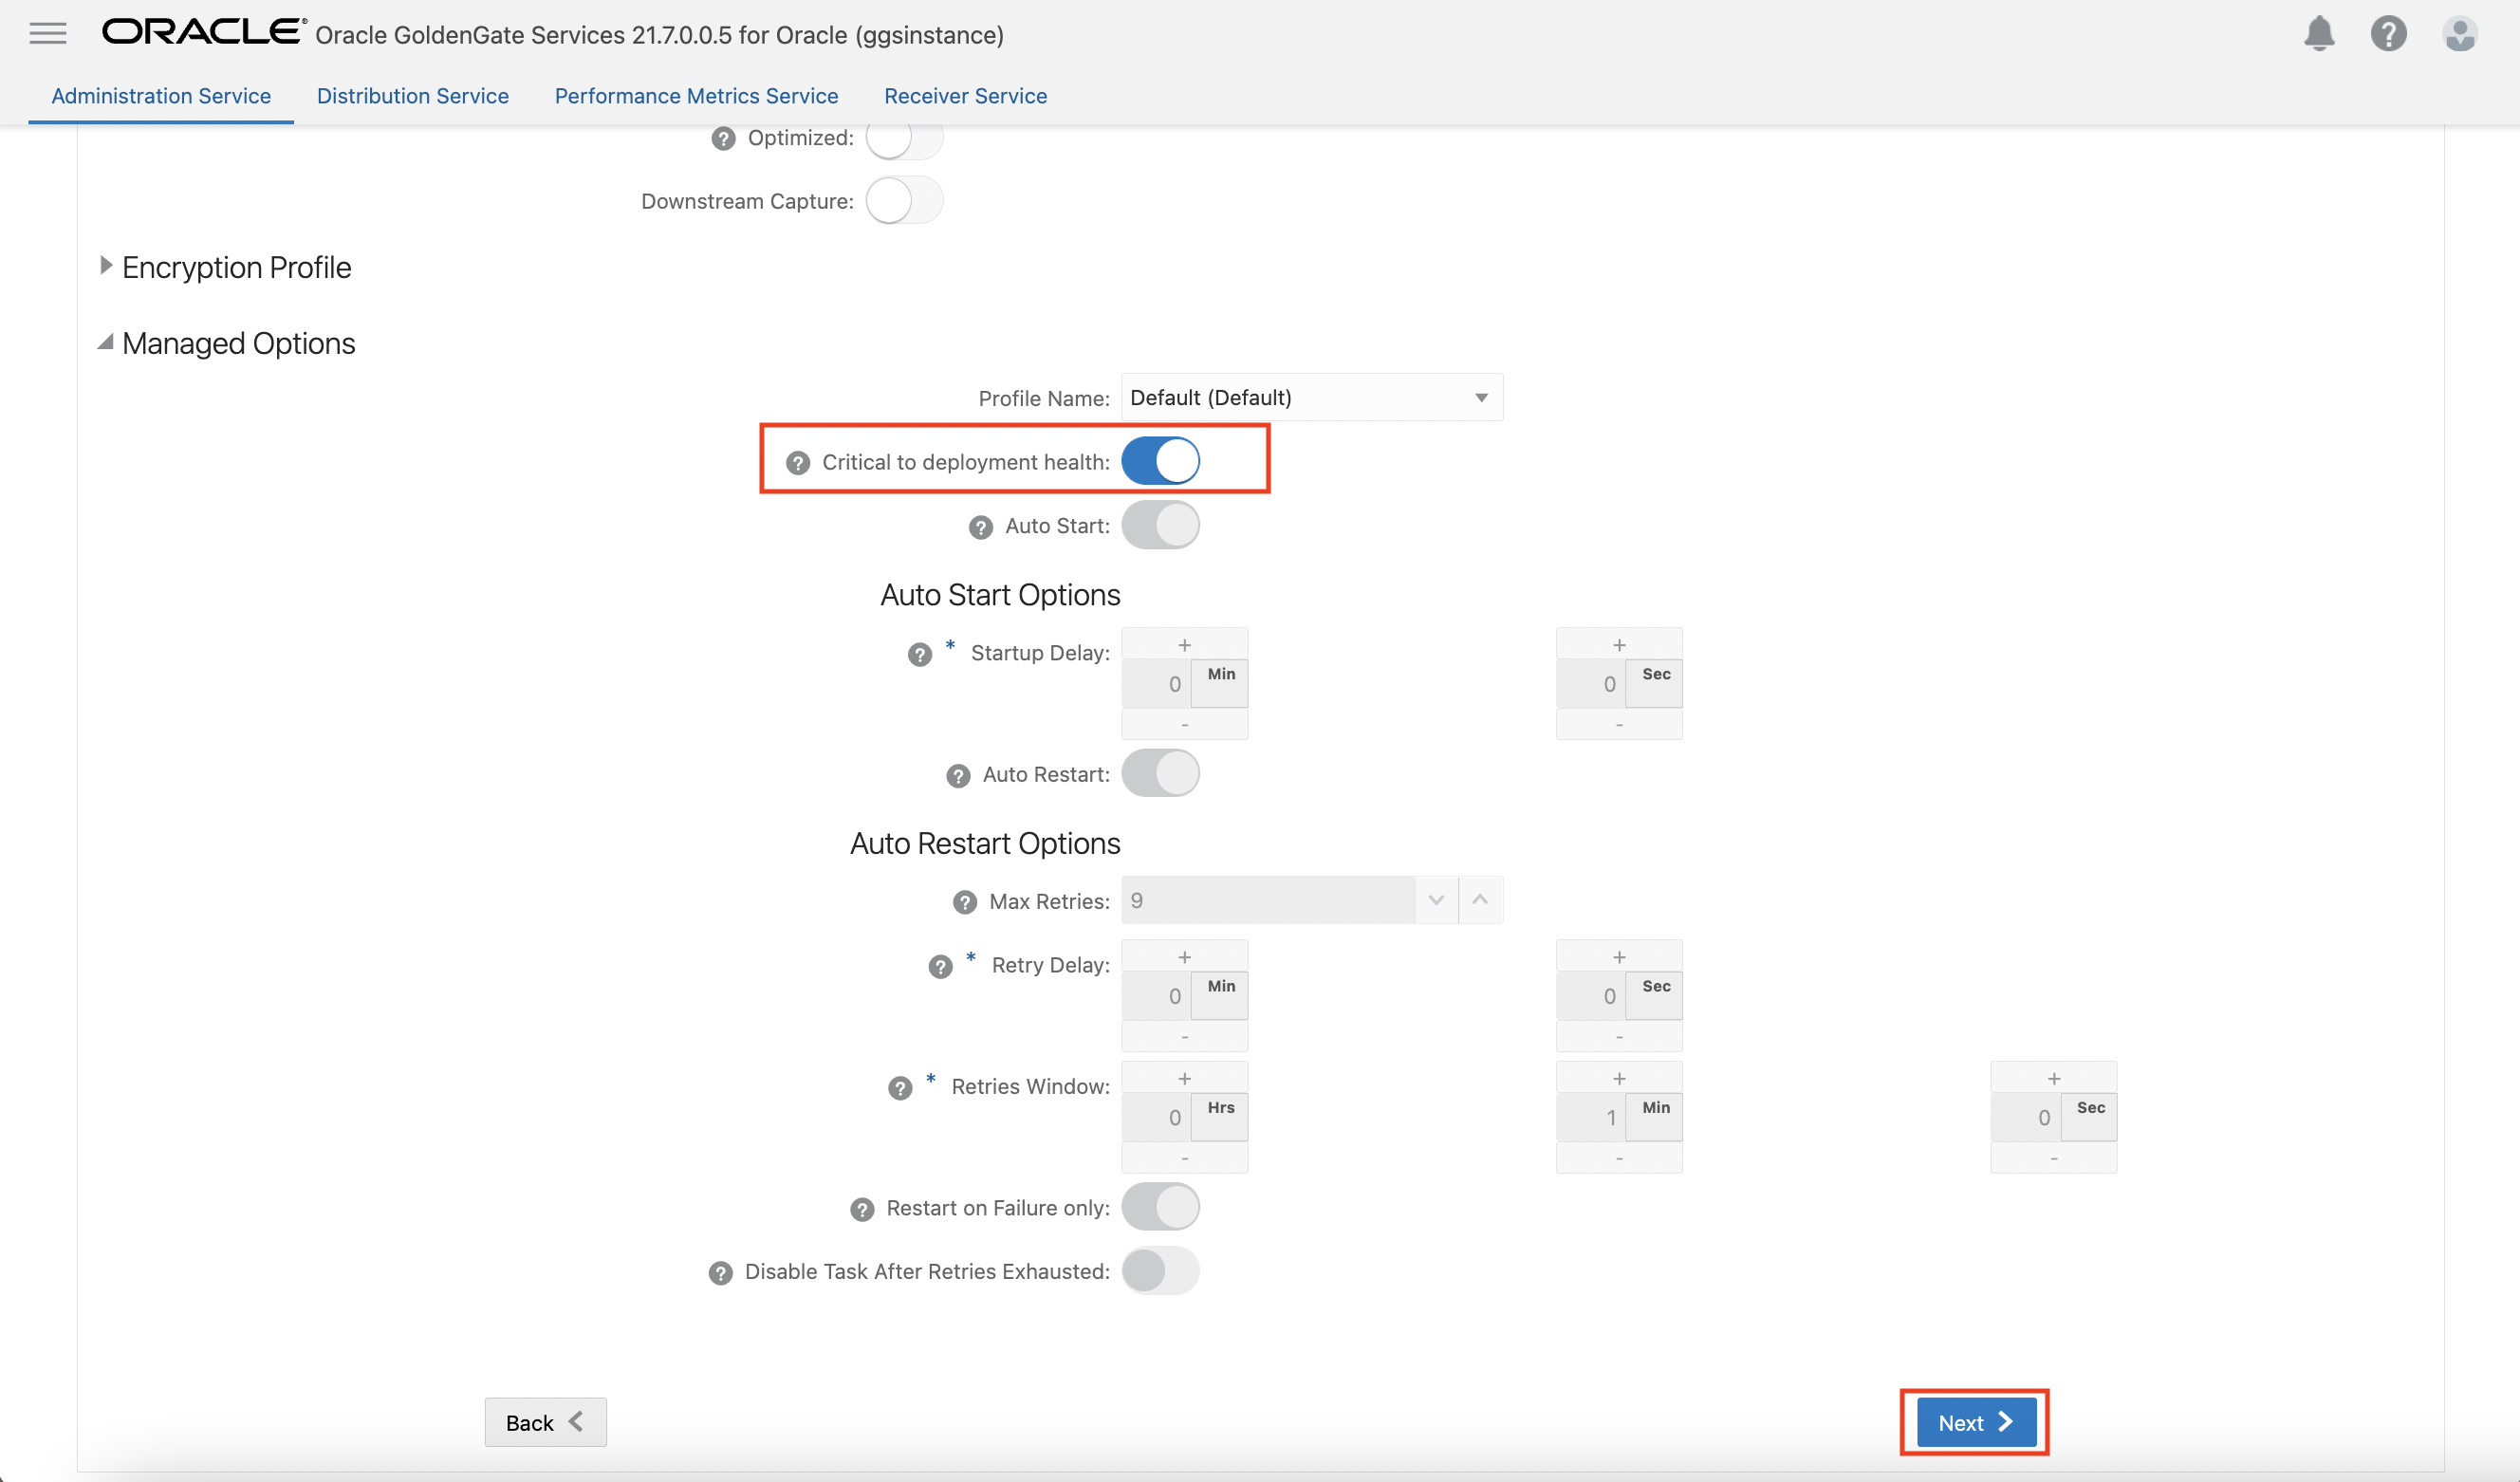 ORACLE Oracle GoldenGate Services 21.7.0.0.5 for Oracle (ggsinstance)
Administration Service Distribution Service Performance Metrics Service Receiver Service
? Optimized:
Downstream Capture:
Encryption Profile
Managed Options
Profile Name: Default (Default)
? Critical to deployment health:
? Auto Start:
Auto Start Options
? * Startup Delay: + 0 Min - + 0 Sec -
? Auto Restart:
Auto Restart Options
? Max Retries: 9
? * Retry Delay: + 0 Min - + 0 Sec -
? * Retries Window: + 0 Hrs - + 1 Min - + 0 Sec -
? Restart on Failure only:
? Disable Task After Retries Exhausted:
Back Next